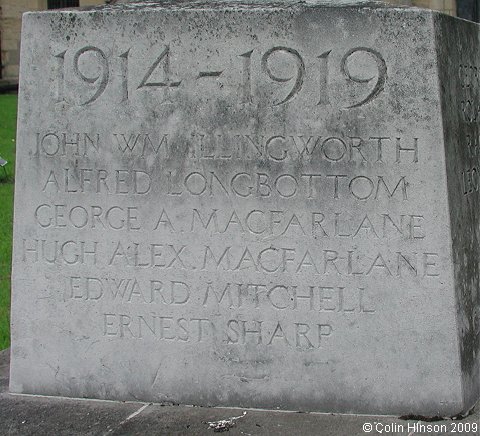 1914–1919
JOHN WM ILLINGWORTH
ALFRED LONGBOTTOM
GEORGE A. MACFARLANE
HUGH ALEX. MACFARLANE
EDWARD MITCHELL
ERNEST SHARP
© Colin Hinson 2009